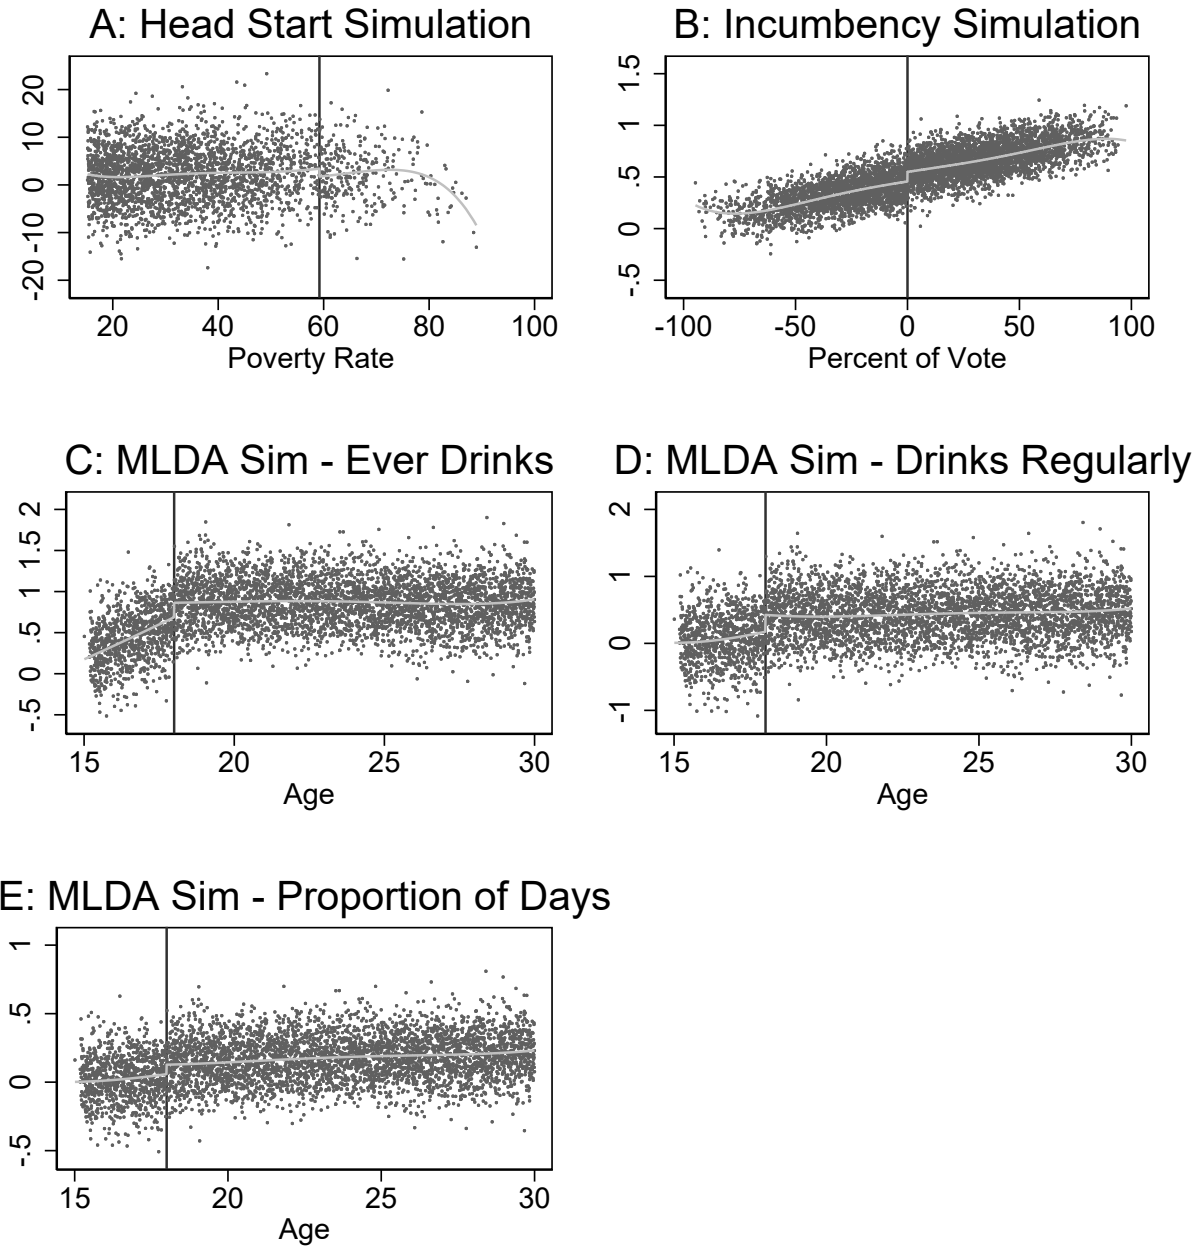 A: Head Start Simulation
20
10
0
-10
-20
20 40 60 80 100
Poverty Rate
B: Incumbency Simulation
1.5
1
.5
0
-.5
-100 -50 0 50 100
Percent of Vote
C: MLDA Sim - Ever Drinks
2
1.5
1
.5
0
-.5
15 20 25 30
Age
D: MLDA Sim - Drinks Regularly
2
1
0
-1
15 20 25 30
Age
E: MLDA Sim - Proportion of Days
1
.5
0
-.5
15 20 25 30
Age